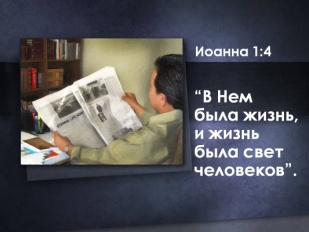 Иоанна 1:4
“В Нем
была жизнь,
и жизнь
была свет
человеков”.